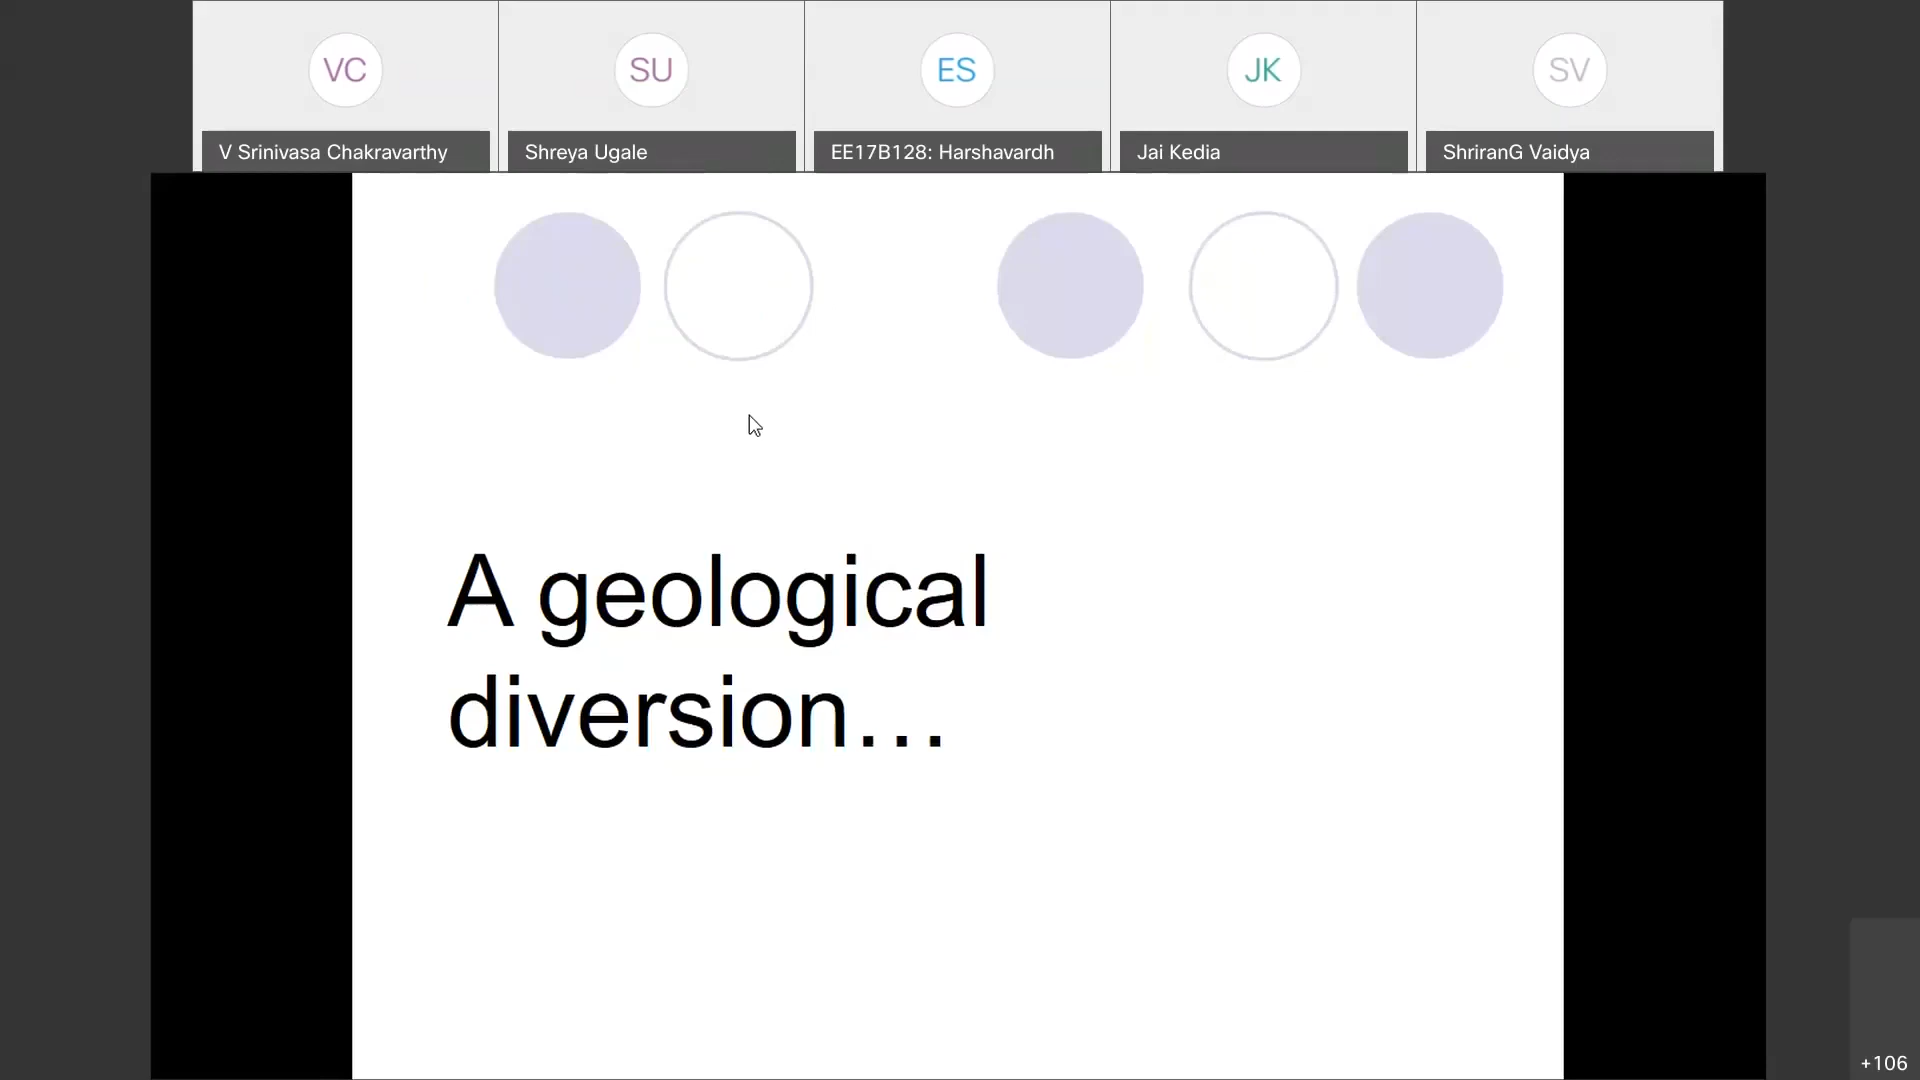 VC
SU
ES
JK
SV
V Srinivasa Chakravarthy
Shreya Ugale
EE17B128: Harshavardh
Jai Kedia
ShriranG Vaidya
A geological
diversion...
+106